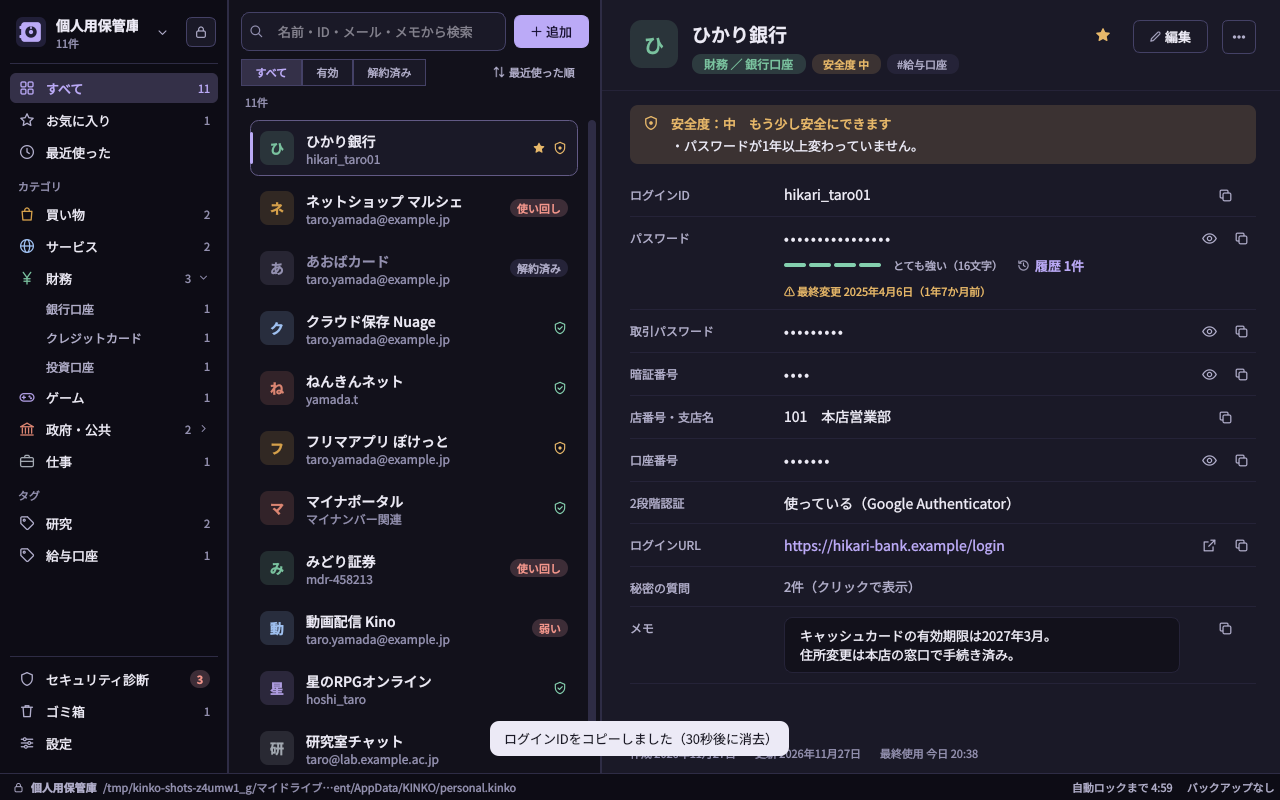 個人用保管庫
11件
すべて 11
お気に入り 1
最近使った
カテゴリ
買い物 2
サービス 2
財務 3
銀行口座 1
クレジットカード 1
投資口座 1
ゲーム 1
政府・公共 2
仕事 1
タグ
研究 2
給与口座 1
セキュリティ診断 3
ゴミ箱 1
設定
名前・ID・メール・メモから検索
＋ 追加
すべて 有効 解約済み
最近使った順
11件
ひ ひかり銀行
hikari_taro01
ネ ネットショップ マルシェ
taro.yamada@example.jp
使い回し
あ あおばカード
taro.yamada@example.jp
解約済み
ク クラウド保存 Nuage
taro.yamada@example.jp
ね ねんきんネット
yamada.t
フ フリマアプリ ぽけっと
taro.yamada@example.jp
マ マイナポータル
マイナンバー関連
み みどり証券
mdr-458213
使い回し
動 動画配信 Kino
taro.yamada@example.jp
弱い
星 星のRPGオンライン
hoshi_taro
研 研究室チャット
taro@lab.example.ac.jp
ひ ひかり銀行
財務 ／ 銀行口座 安全度 中 #給与口座
編集
安全度：中　もう少し安全にできます
・パスワードが1年以上変わっていません。
ログインID hikari_taro01
パスワード ••••••••••••••••
とても強い（16文字） 履歴 1件
⚠ 最終変更 2025年4月6日（1年7か月前）
取引パスワード •••••••••
暗証番号 ••••
店番号・支店名 101　本店営業部
口座番号 •••••••
2段階認証 使っている（Google Authenticator）
ログインURL https://hikari-bank.example/login
秘密の質問 2件（クリックで表示）
メモ キャッシュカードの有効期限は2027年3月。
住所変更は本店の窓口で手続き済み。
ログインIDをコピーしました（30秒後に消去）
2026年11月27日 最終使用 今日 20:38
個人用保管庫 /tmp/kinko-shots-z4umw1_g/マイドライブ…ent/AppData/KINKO/personal.kinko
自動ロックまで 4:59 バックアップなし